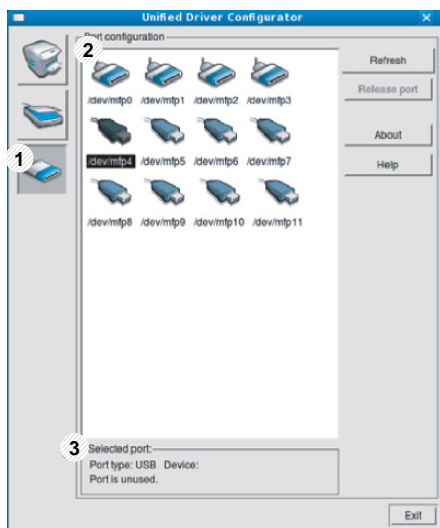 Unified Driver Configurator
Port configuration
2
/dev/mfp0 /dev/mfp1 /dev/mfp2 /dev/mfp3
/dev/mfp4 /dev/mfp5 /dev/mfp6 /dev/mfp7
/dev/mfp8 /dev/mfp9 /dev/mfp10 /dev/mfp11
Refresh
Release port
About
Help
1
3
Selected port:
Port type: USB Device:
Port is unused.
Exit